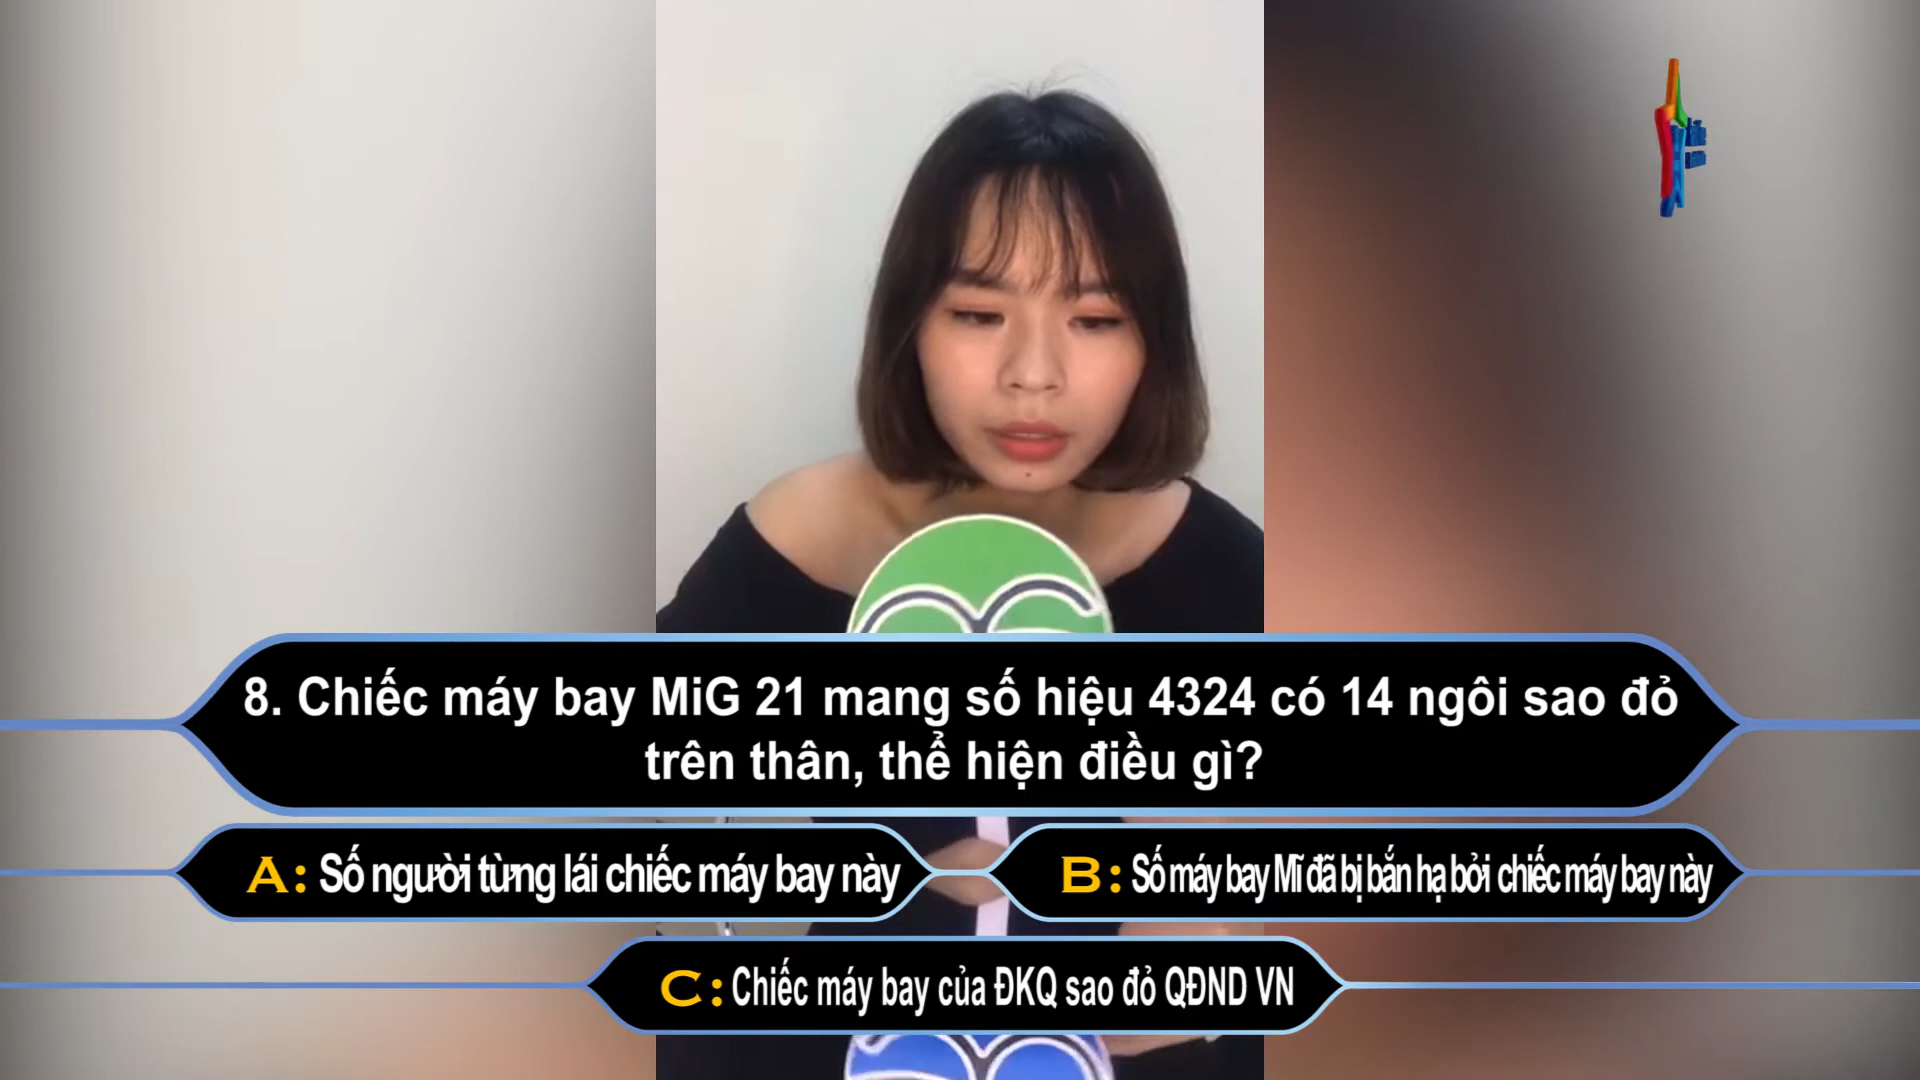 8. Chiếc máy bay MiG 21 mang số hiệu 4324 có 14 ngôi sao đỏ
trên thân, thể hiện điều gì?
A: Số người từng lái chiếc máy bay này
B: Số máy bay Mĩ đã bị bắn hạ bởi chiếc máy bay này
C: Chiếc máy bay của ĐKQ sao đỏ QĐND VN